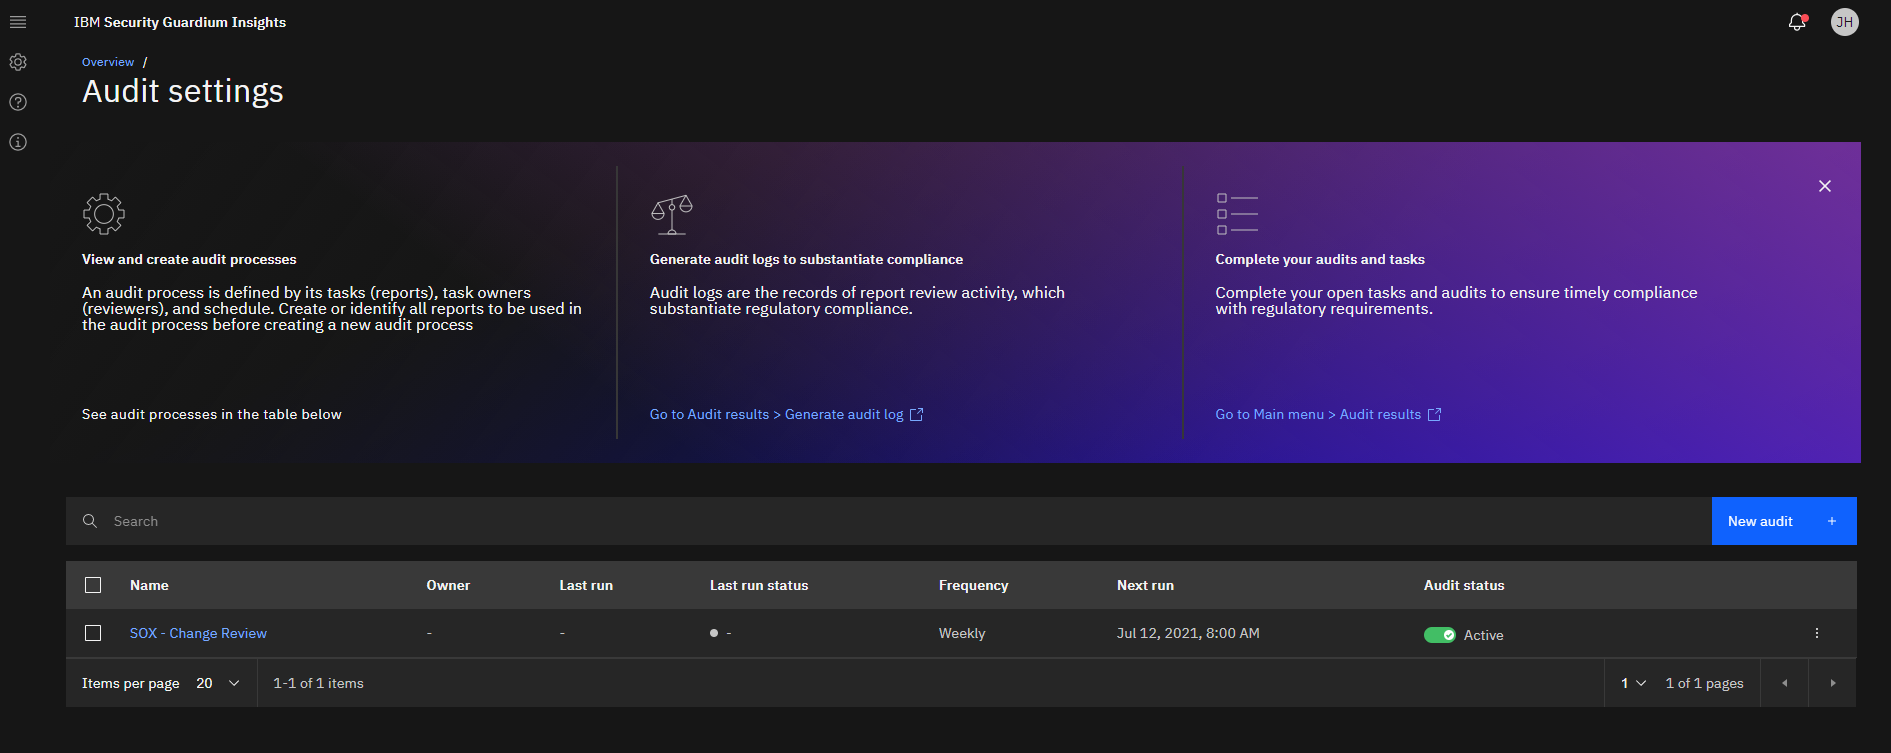 IBM Security Guardium Insights
JH
Overview /
Audit settings
View and create audit processes
An audit process is defined by its tasks (reports), task owners
(reviewers), and schedule. Create or identify all reports to be used in
the audit process before creating a new audit process
See audit processes in the table below
Generate audit logs to substantiate compliance
Audit logs are the records of report review activity, which
substantiate regulatory compliance.
Go to Audit results > Generate audit log
Complete your audits and tasks
Complete your open tasks and audits to ensure timely compliance
with regulatory requirements.
Go to Main menu > Audit results
Search
New audit +
Name Owner Last run Last run status Frequency Next run Audit status
SOX - Change Review - - - Weekly Jul 12, 2021, 8:00 AM Active
Items per page 20 1-1 of 1 items 1 1 of 1 pages